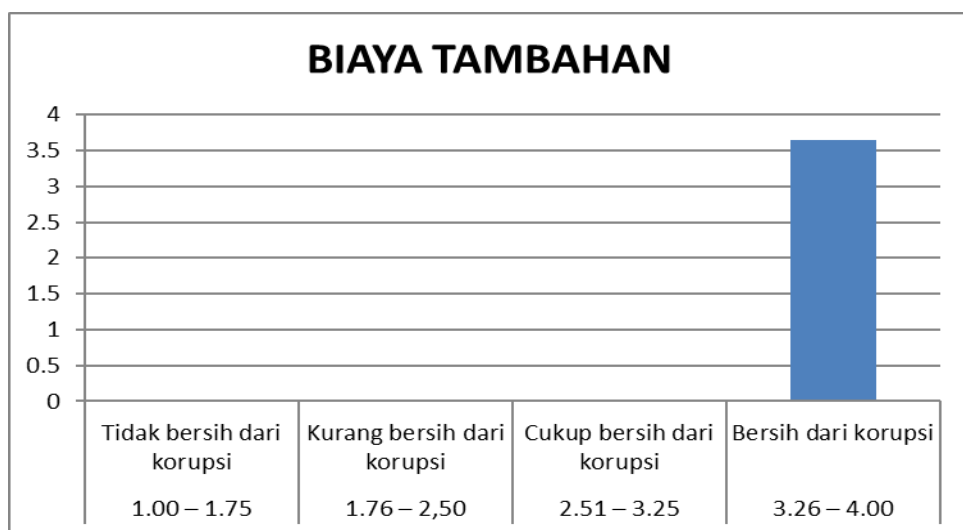 BIAYA TAMBAHAN
4
3.5
3
2.5
2
1.5
1
0.5
0
Tidak bersih dari korupsi
Kurang bersih dari korupsi
Cukup bersih dari korupsi
Bersih dari korupsi
1.00 – 1.75
1.76 – 2,50
2.51 – 3.25
3.26 – 4.00